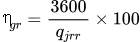 η_gr = 3600 / q_jrr × 100